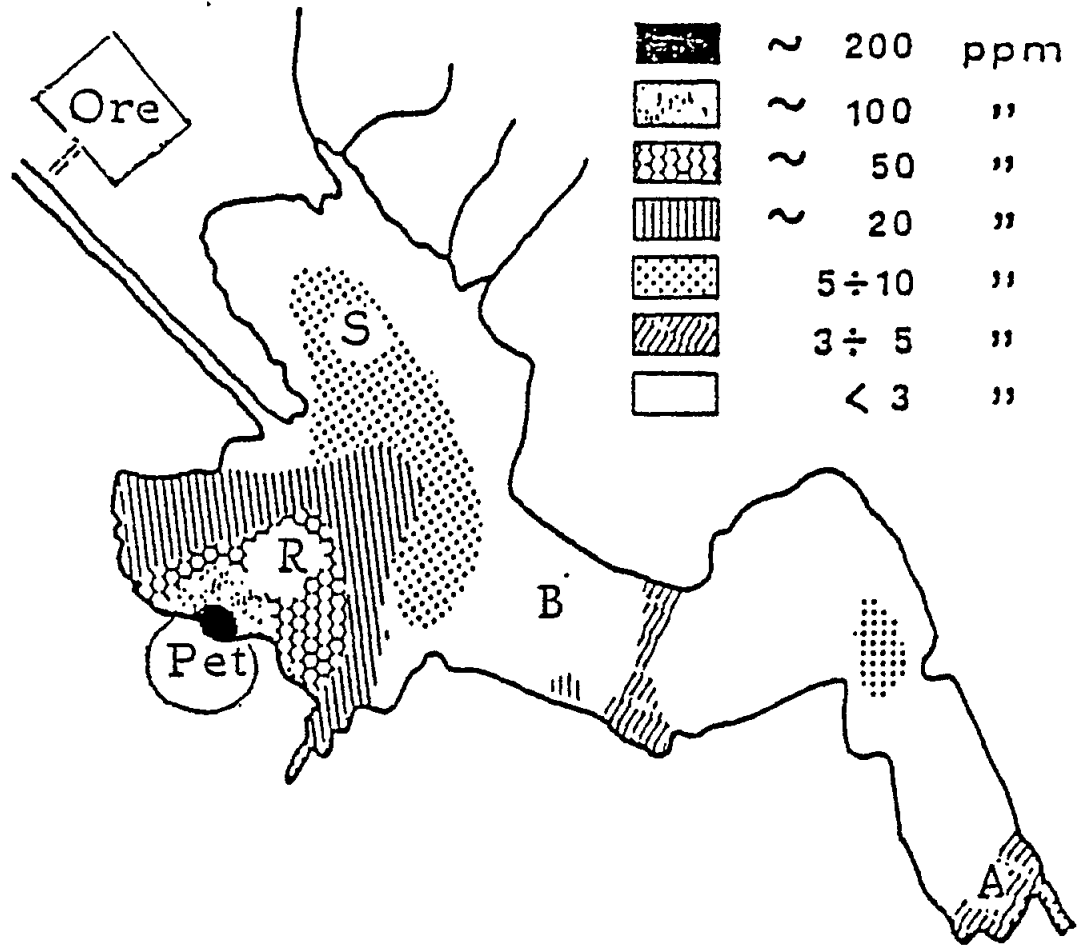 Ore
~ 200 ppm
~ 100 ”
~ 50 ”
~ 20 ”
5÷10 ”
3÷ 5 ”
< 3 ”
S
R
B
Pet
A